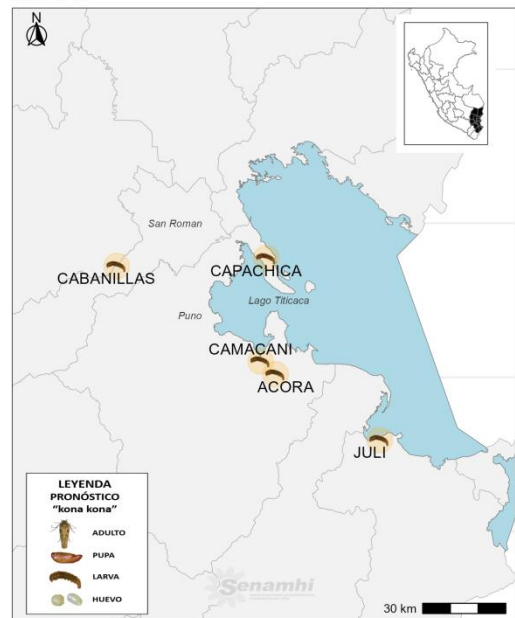 N
San Roman
CABANILLAS
CAPACHICA
Lago Titicaca
Puno
CAMACANI
ACORA
JULI
LEYENDA
PRONÓSTICO
"kona kona"
ADULTO
PUPA
LARVA
HUEVO
Senamhi
30 km